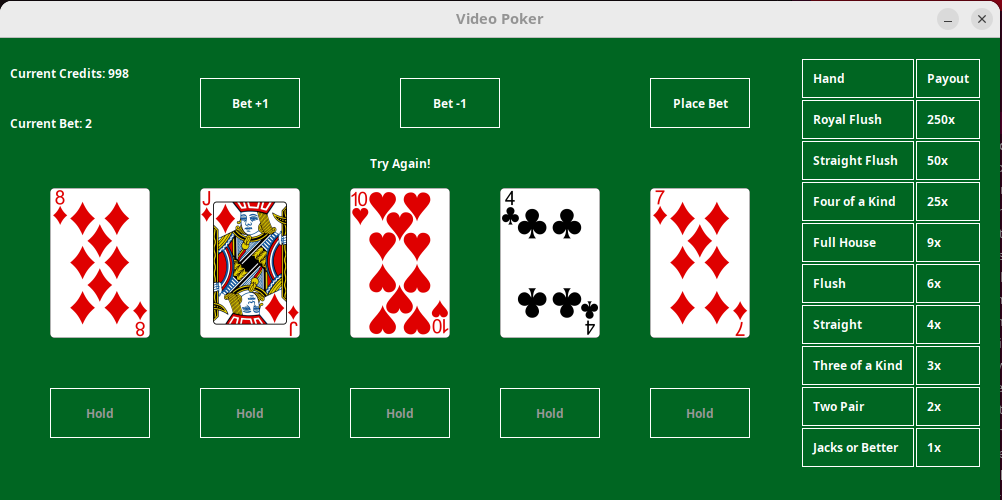 Video Poker
Current Credits: 998
Current Bet: 2
Bet +1
Bet -1
Place Bet
Try Again!
8
8
J
J
10
10
4
4
7
7
Hold
Hold
Hold
Hold
Hold
Hand Payout
Royal Flush 250x
Straight Flush 50x
Four of a Kind 25x
Full House 9x
Flush 6x
Straight 4x
Three of a Kind 3x
Two Pair 2x
Jacks or Better 1x